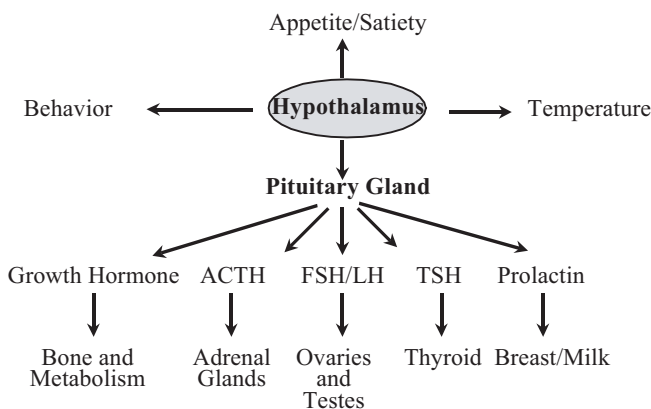 Appetite/Satiety
Behavior
Hypothalamus
Temperature
Pituitary Gland
Growth Hormone
ACTH
FSH/LH
TSH
Prolactin
Bone and
Metabolism
Adrenal
Glands
Ovaries
and
Testes
Thyroid
Breast/Milk